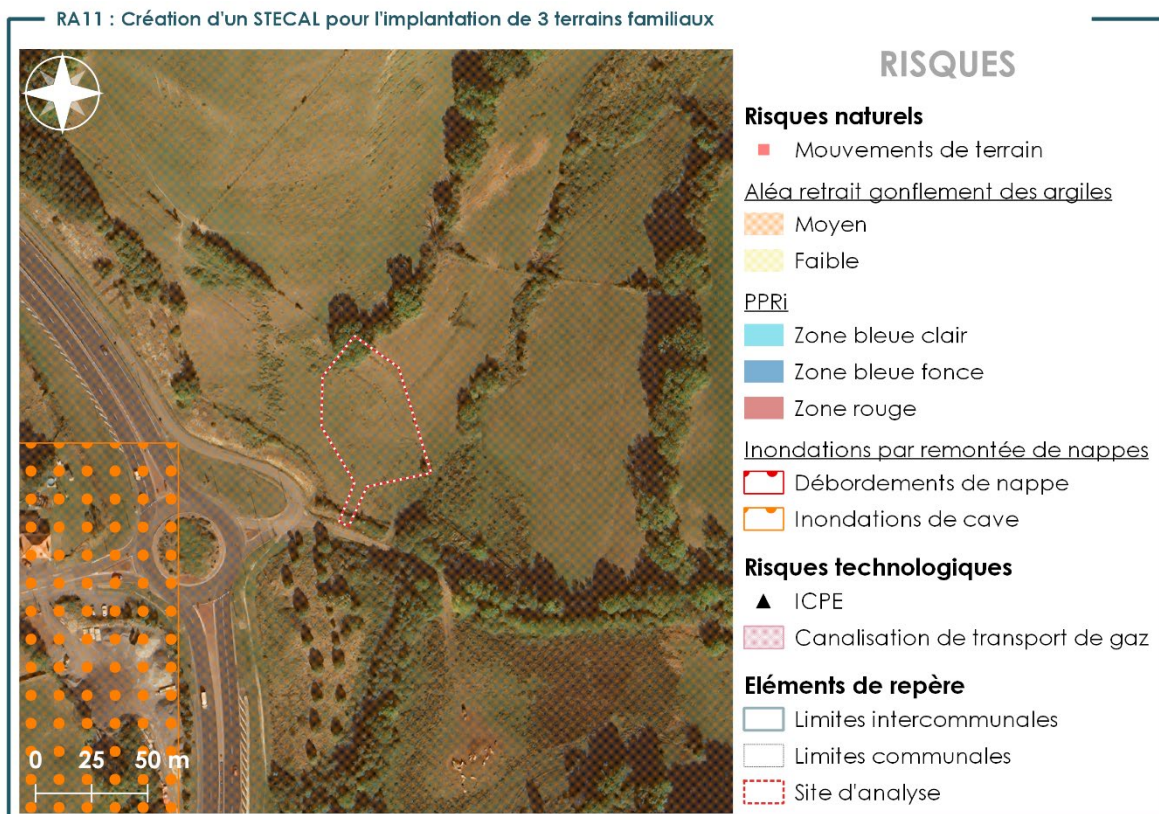 RA11 : Création d'un STECAL pour l'implantation de 3 terrains familiaux
RISQUES
Risques naturels
Mouvements de terrain
Aléa retrait gonflement des argiles
Moyen
Faible
PPRi
Zone bleue clair
Zone bleue fonce
Zone rouge
Inondations par remontée de nappes
Débordements de nappe
Inondations de cave
Risques technologiques
ICPE
Canalisation de transport de gaz
Eléments de repère
Limites intercommunales
Limites communales
Site d'analyse
0 25 50 m